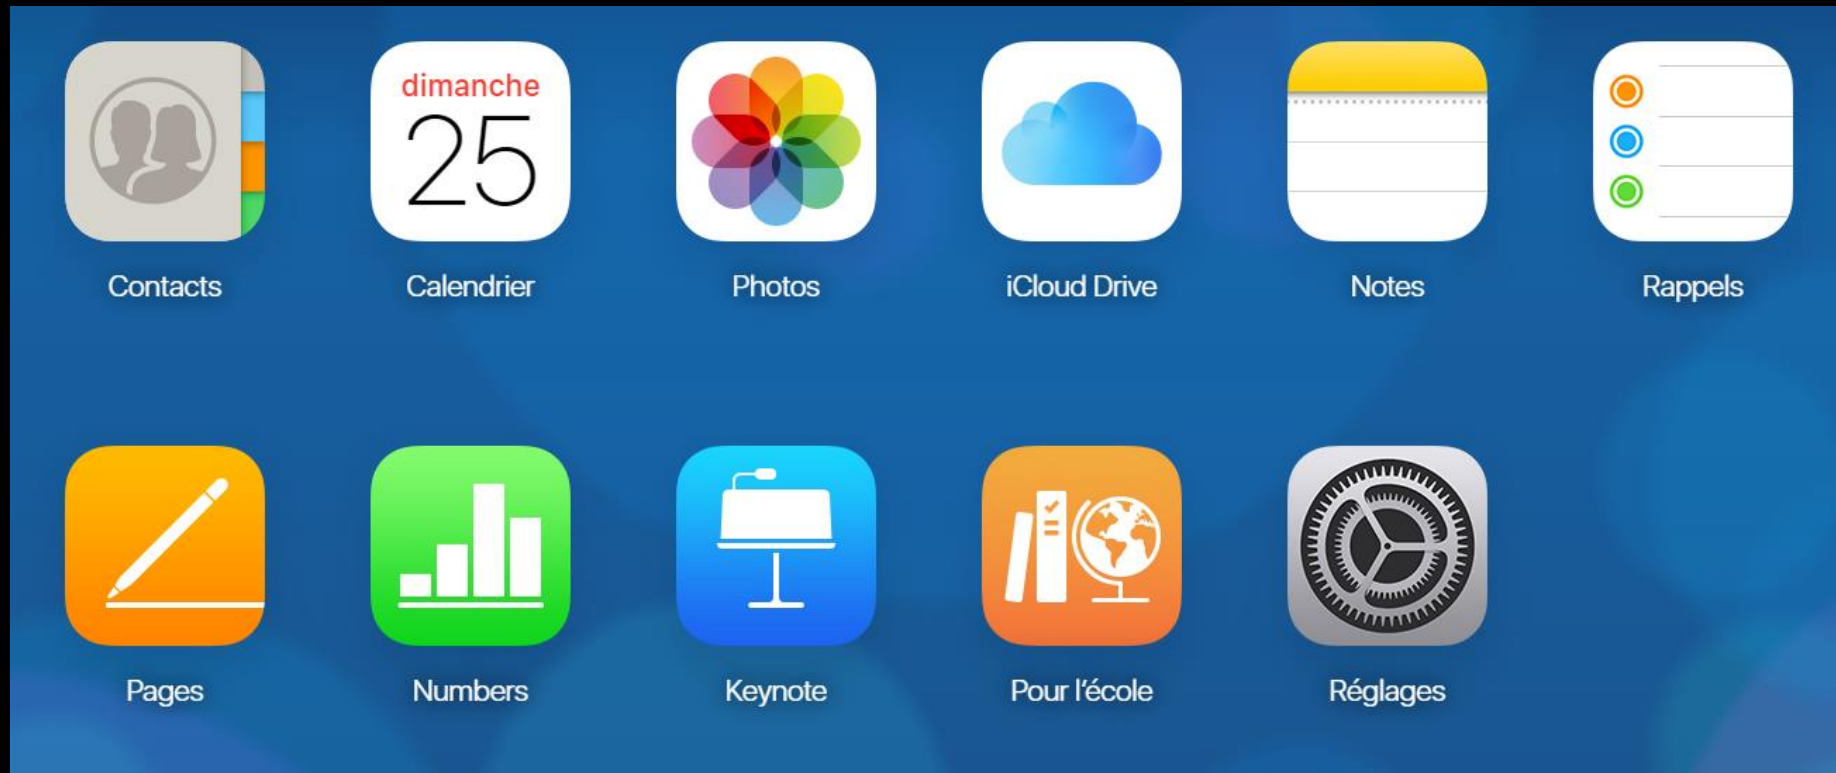 dimanche
25
Contacts
Calendrier
Photos
iCloud Drive
Notes
Rappels
Pages
Numbers
Keynote
Pour l'école
Réglages